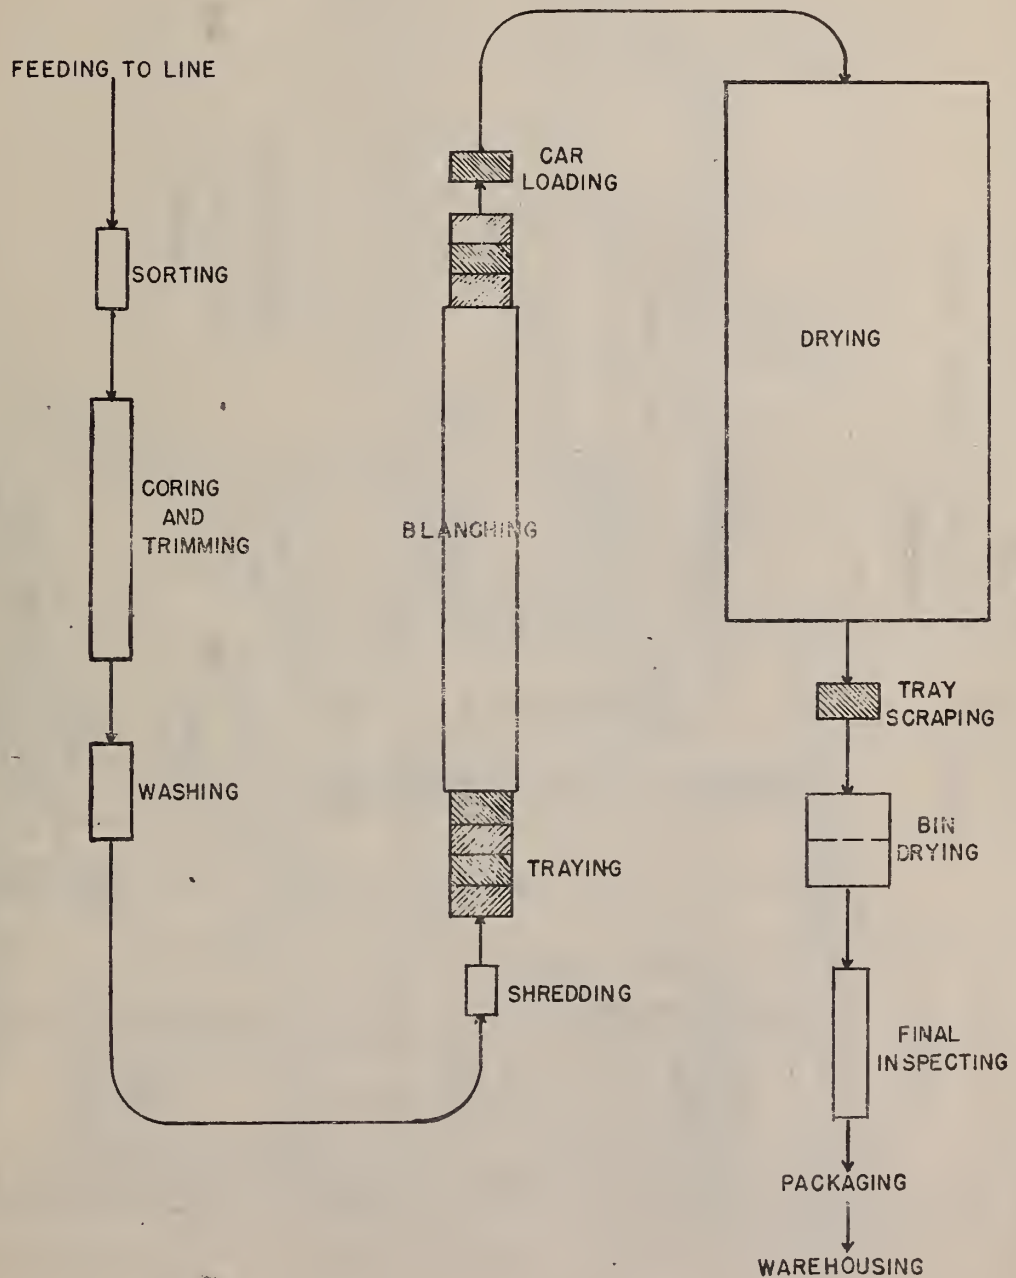 FEEDING TO LINE
SORTING
CORING
AND
TRIMMING
WASHING
SHREDDING
TRAYING
BLANCHING
CAR
LOADING
DRYING
TRAY
SCRAPING
BIN
DRYING
FINAL
INSPECTING
PACKAGING
WAREHOUSING